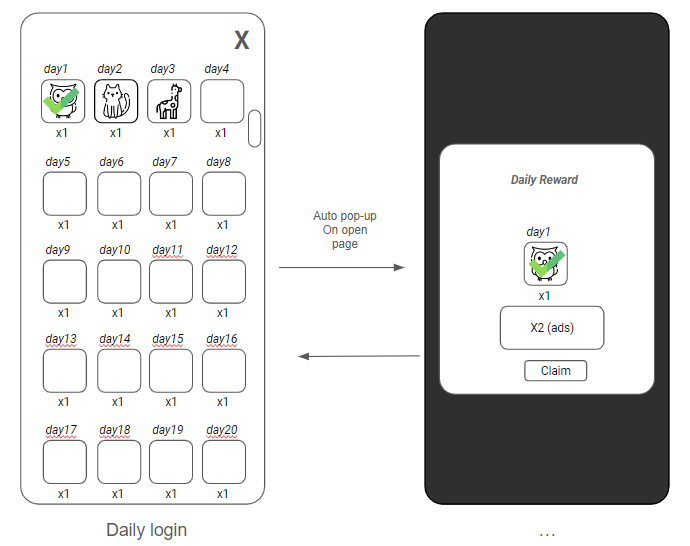 X
day1 day2 day3 day4
x1 x1 x1 x1
day5 day6 day7 day8
x1 x1 x1 x1
day9 day10 day11 day12
x1 x1 x1 x1
day13 day14 day15 day16
x1 x1 x1 x1
day17 day18 day19 day20
x1 x1 x1 x1
Daily login
Auto pop-up
On open
page
Daily Reward
day1
x1
X2 (ads)
Claim
...